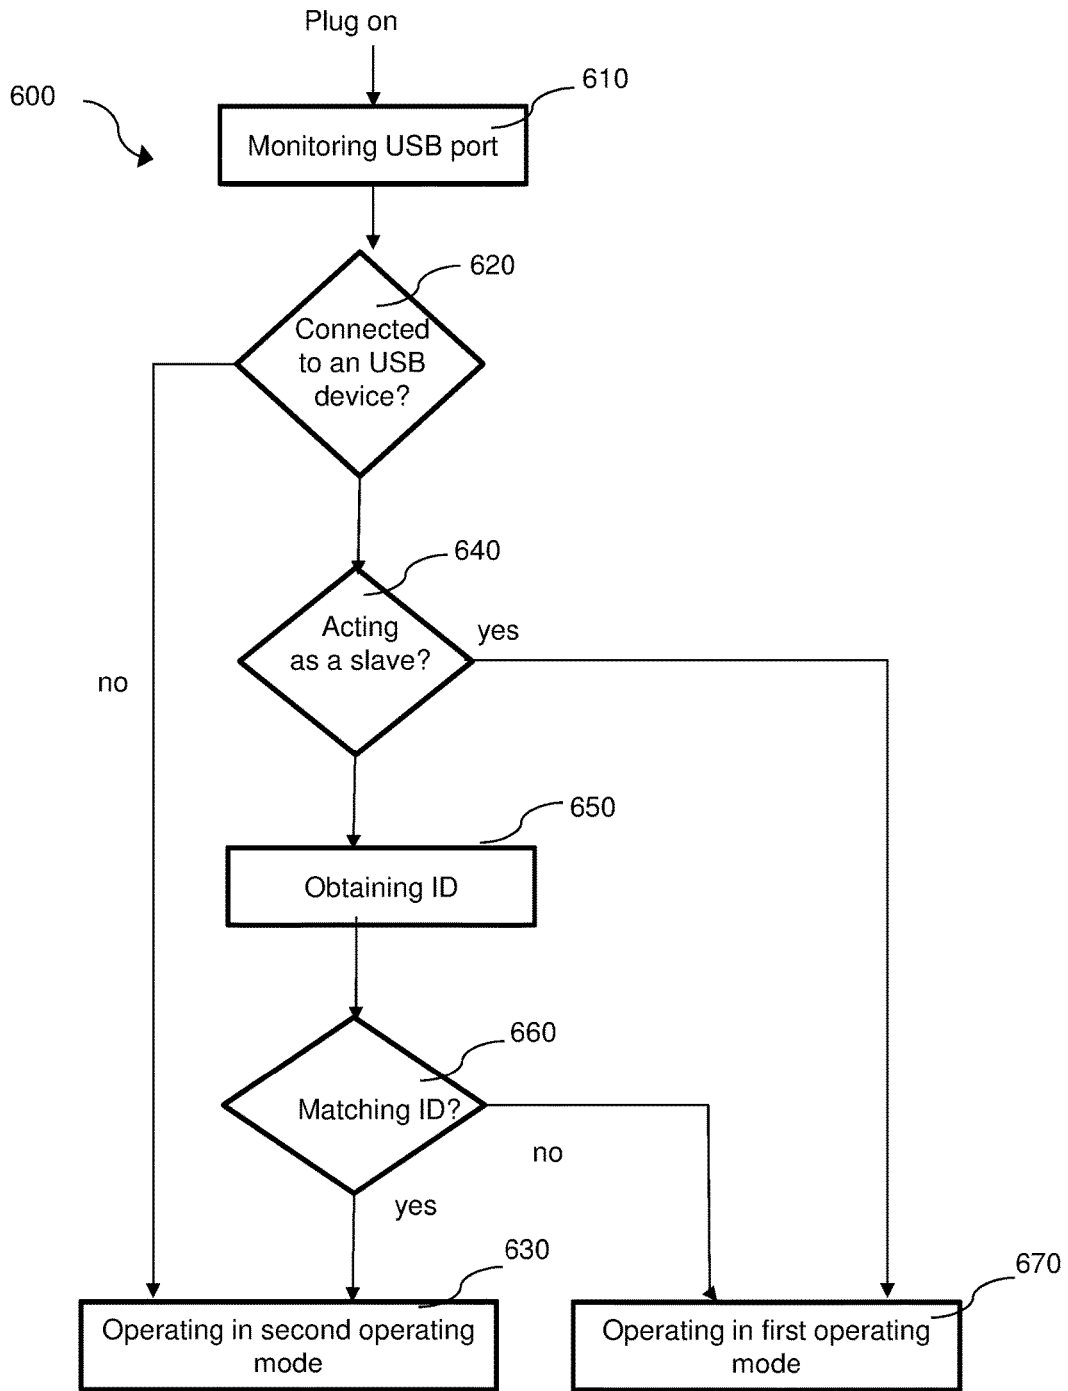 Plug on
610
600
Monitoring USB port
620
Connected
to an USB
device?
640
Acting
as a slave?
yes
no
650
Obtaining ID
660
Matching ID?
no
yes
630
670
Operating in second operating
mode
Operating in first operating
mode